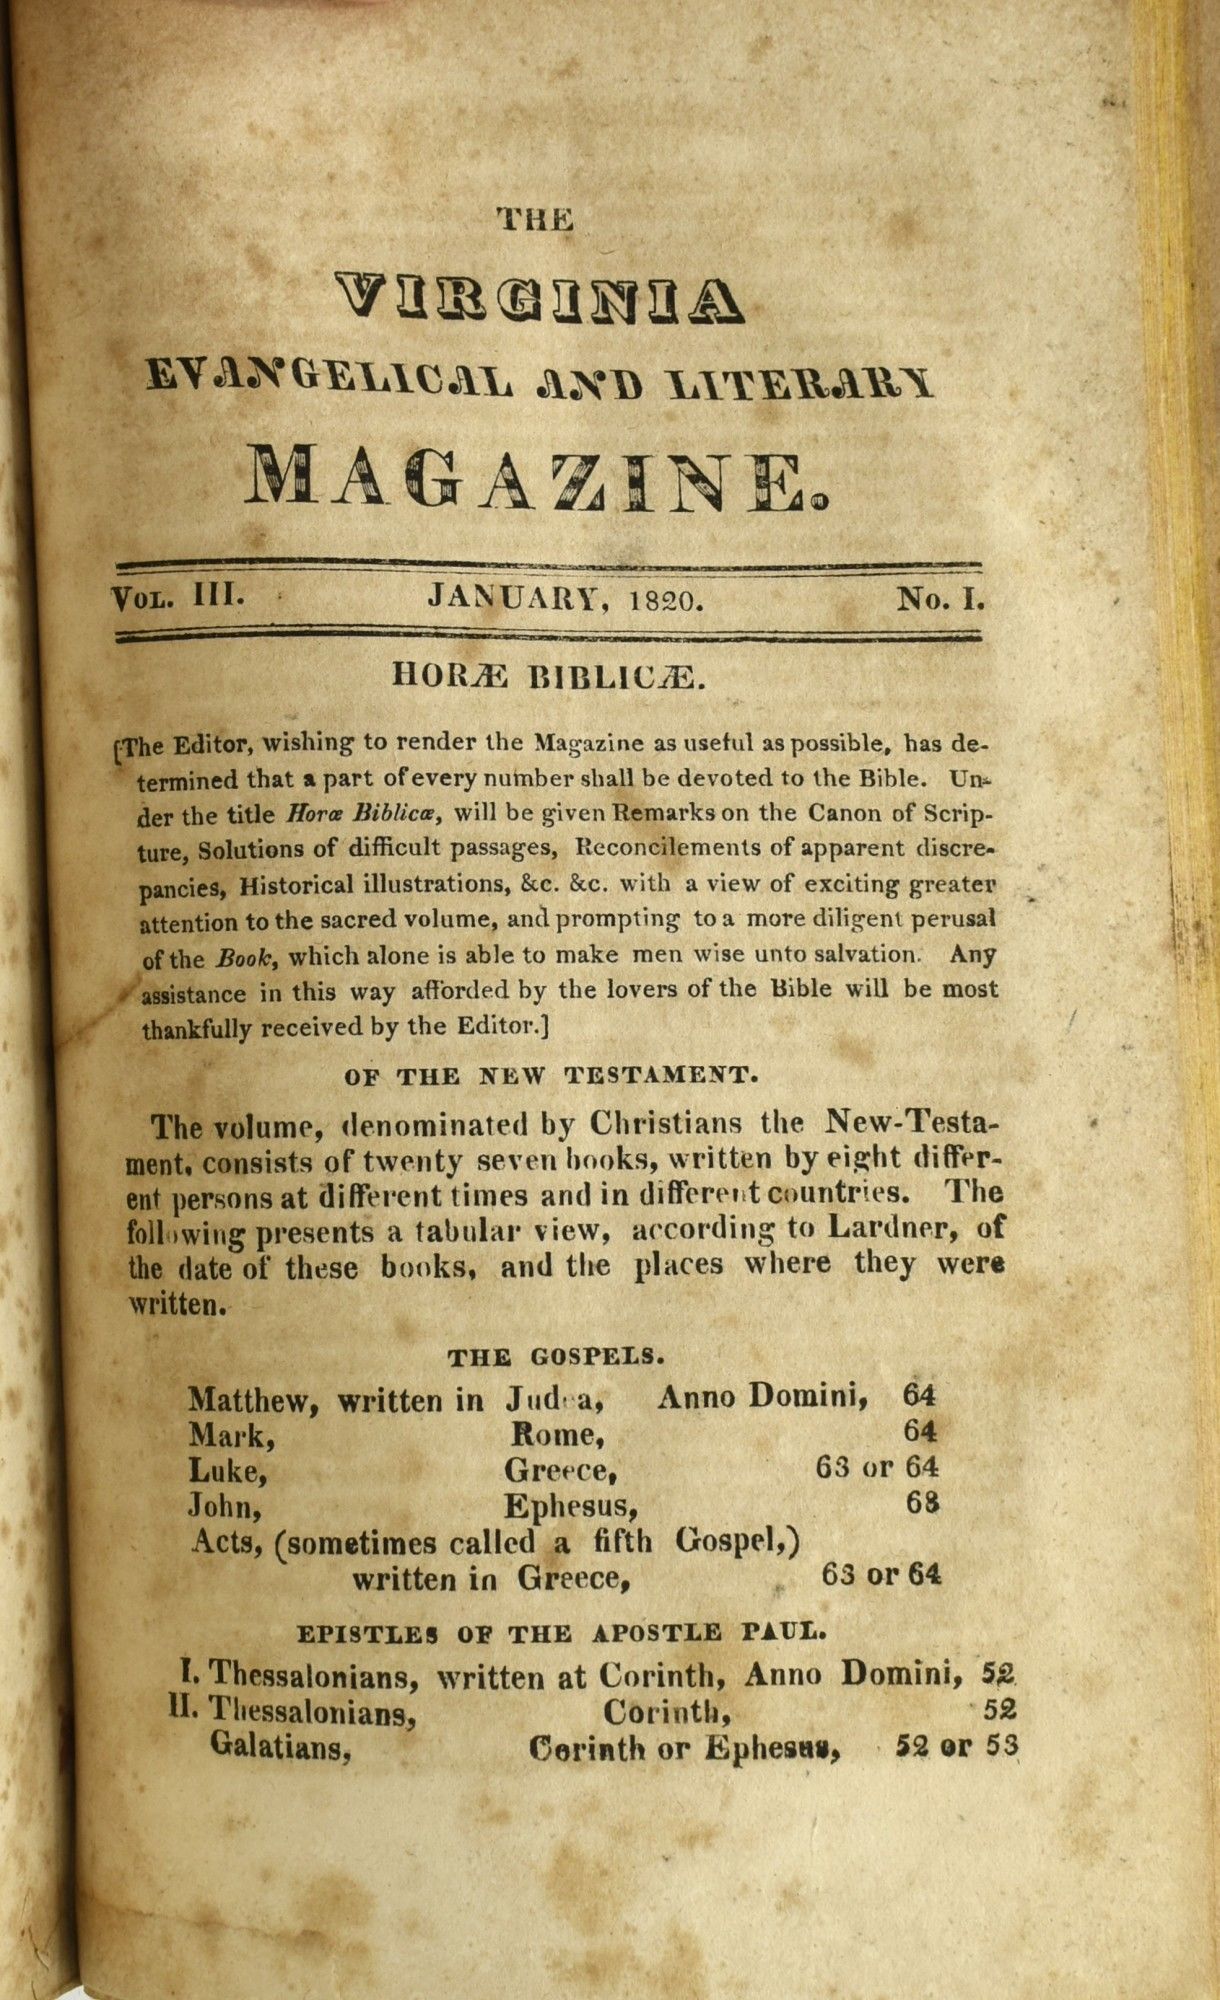 THE
VIRGINIA
EVANGELICAL AND LITERARY
MAGAZINE.
VOL. III. JANUARY, 1820. No. I.
HORÆ BIBLICÆ.
[The Editor, wishing to render the Magazine as useful as possible, has de-
termined that a part of every number shall be devoted to the Bible. Un-
der the title Horæ Biblicæ, will be given Remarks on the Canon of Scrip-
ture, Solutions of difficult passages, Reconcilements of apparent discre-
pancies, Historical illustrations, &c. &c. with a view of exciting greater
attention to the sacred volume, and prompting to a more diligent perusal
of the Book, which alone is able to make men wise unto salvation. Any
assistance in this way afforded by the lovers of the Bible will be most
thankfully received by the Editor.]
OF THE NEW TESTAMENT.
The volume, denominated by Christians the New-Testa-
ment, consists of twenty seven books, written by eight differ-
ent persons at different times and in different countries. The
following presents a tabular view, according to Lardner, of
the date of these books, and the places where they were
written.
THE GOSPELS.
Matthew, written in Judea, Anno Domini, 64
Mark, Rome, 64
Luke, Greece, 63 or 64
John, Ephesus, 68
Acts, (sometimes called a fifth Gospel,)
written in Greece, 63 or 64
EPISTLES OF THE APOSTLE PAUL.
I. Thessalonians, written at Corinth, Anno Domini, 52
II. Thessalonians, Corinth, 52
Galatians, Corinth or Ephesus, 52 or 53